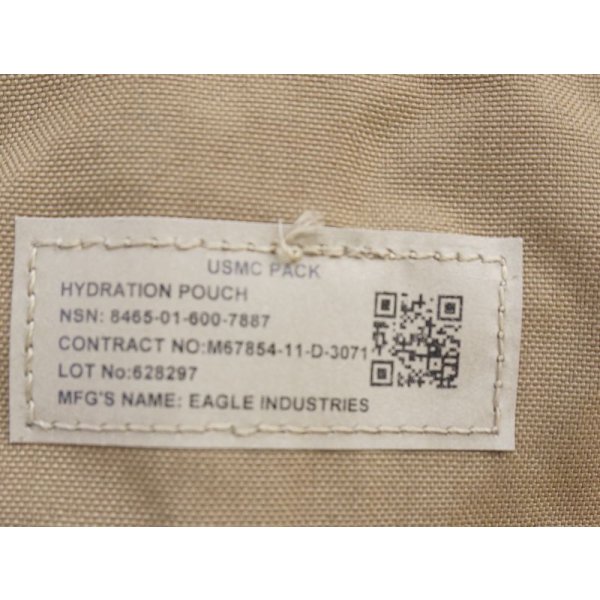 USMC PACK
HYDRATION POUCH
NSN: 8465-01-600-7887
CONTRACT NO:M67854-11-D-3071
LOT No:628297
MFG'S NAME: EAGLE INDUSTRIES